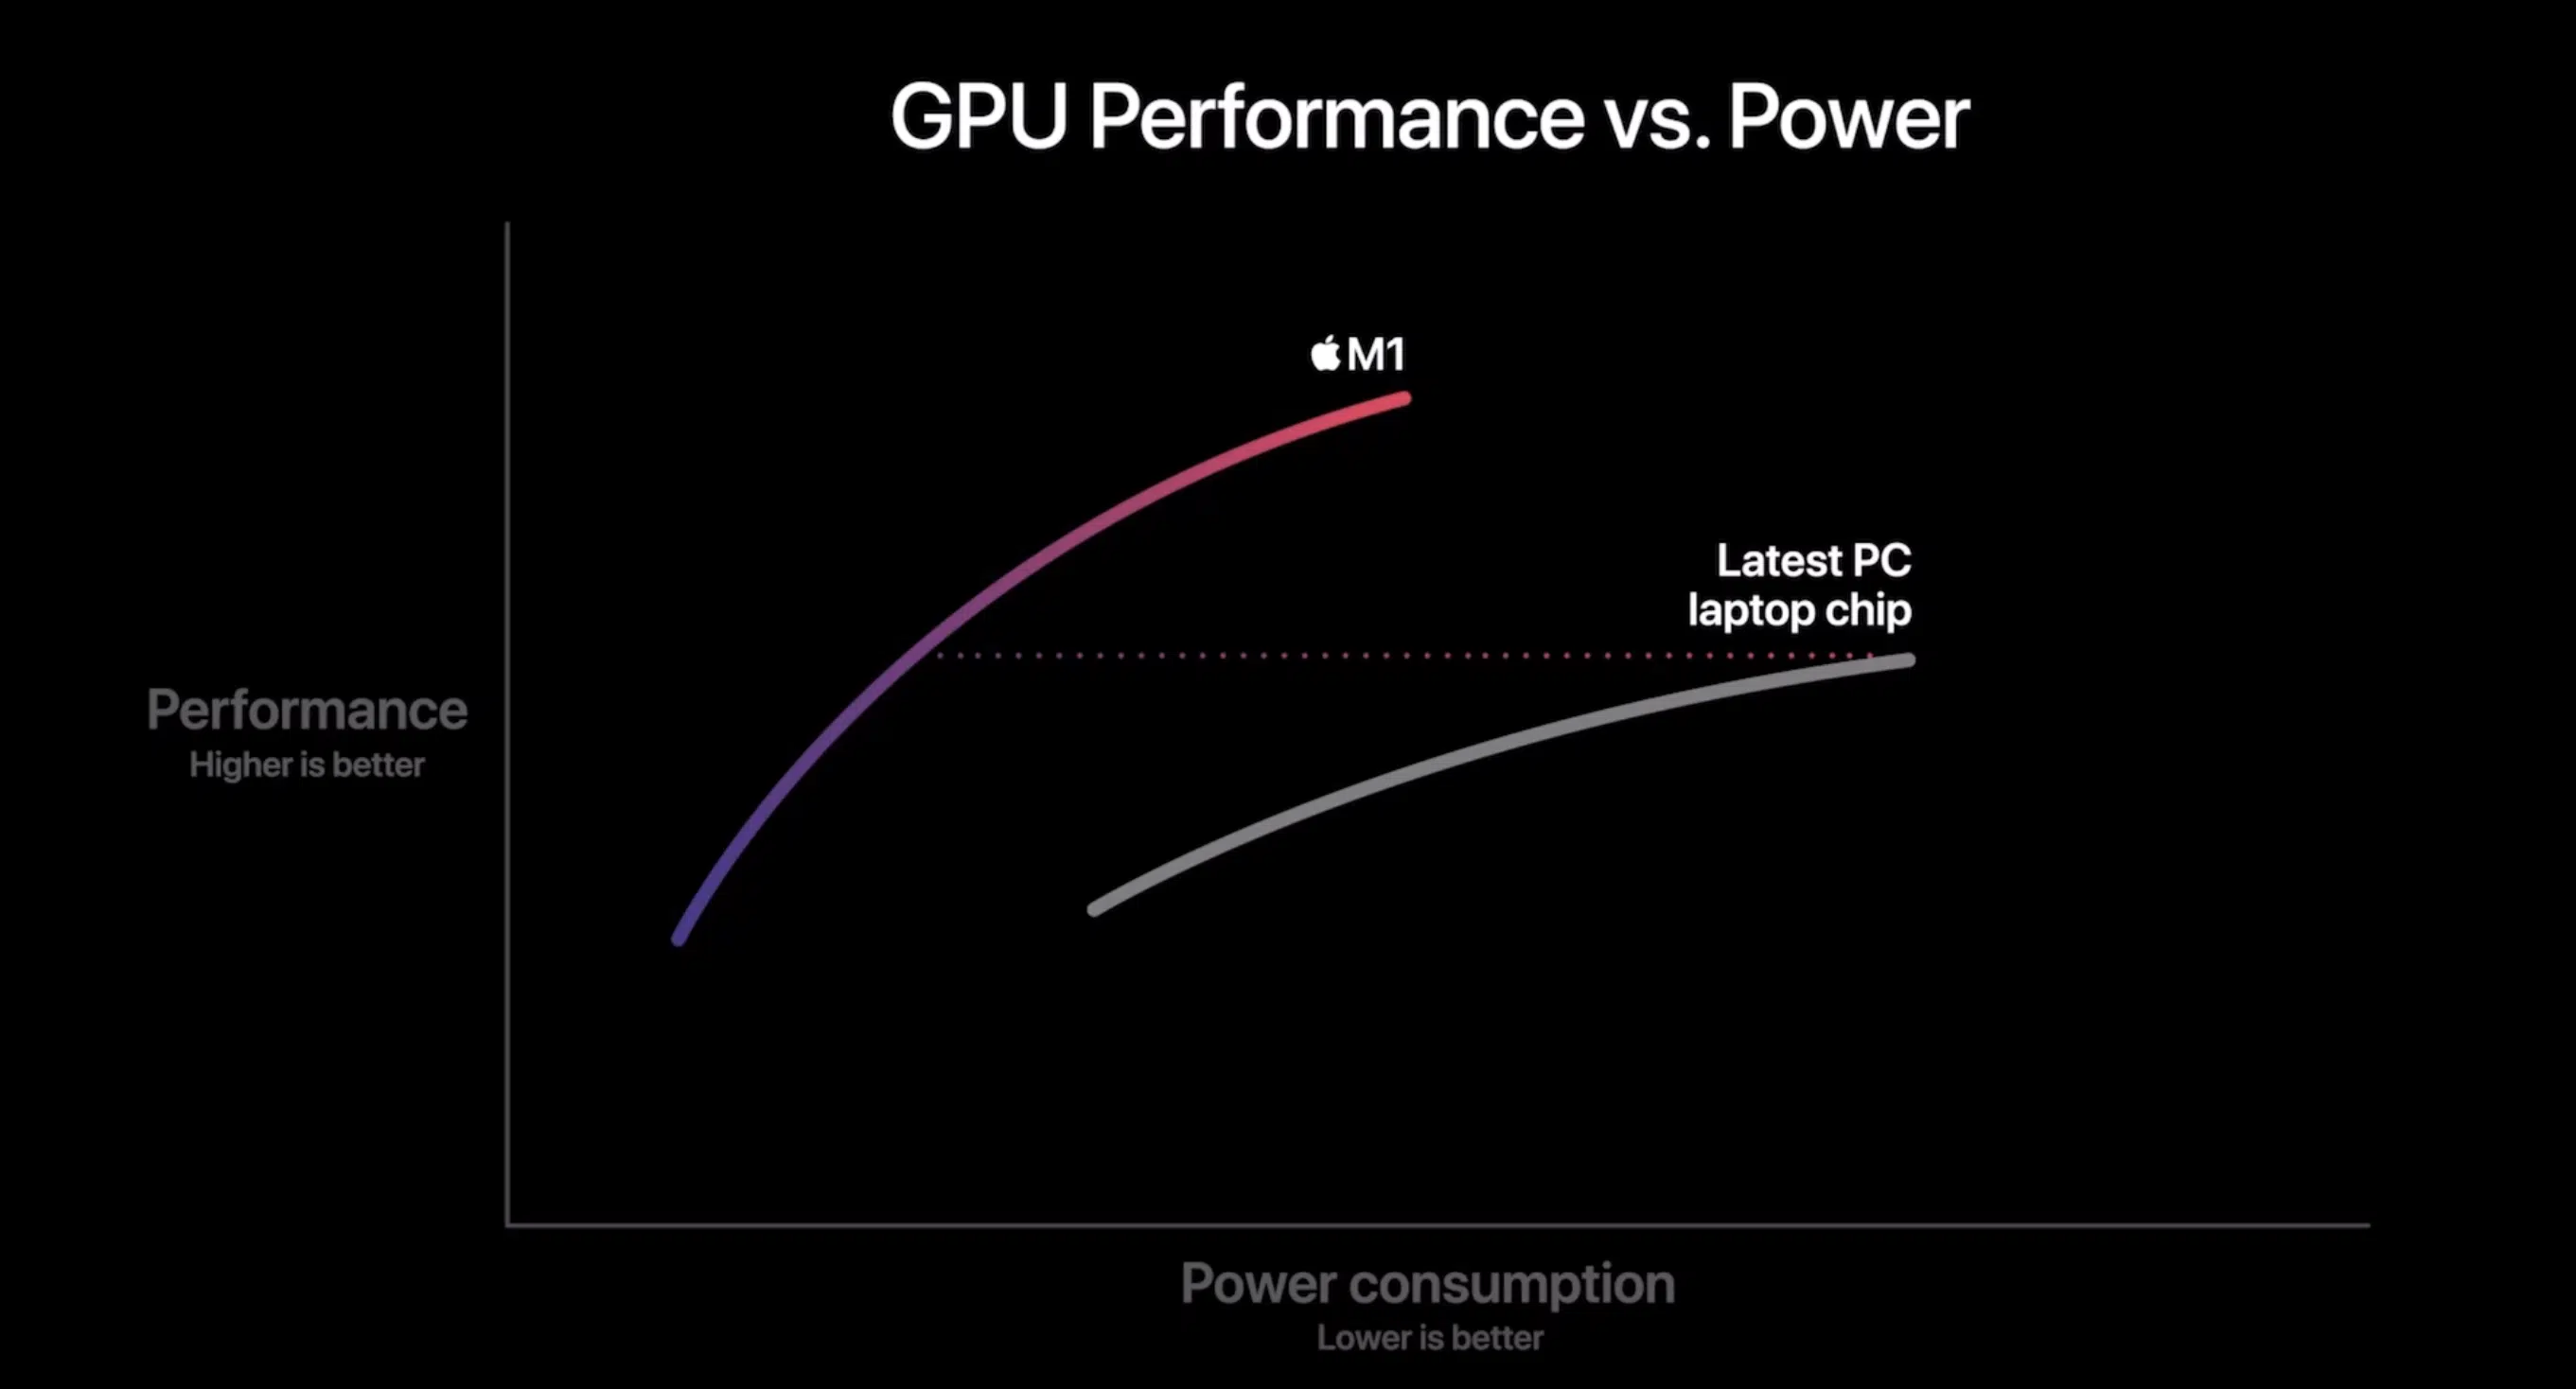 GPU Performance vs. Power
M1
Latest PC
laptop chip
Performance
Higher is better
Power consumption
Lower is better